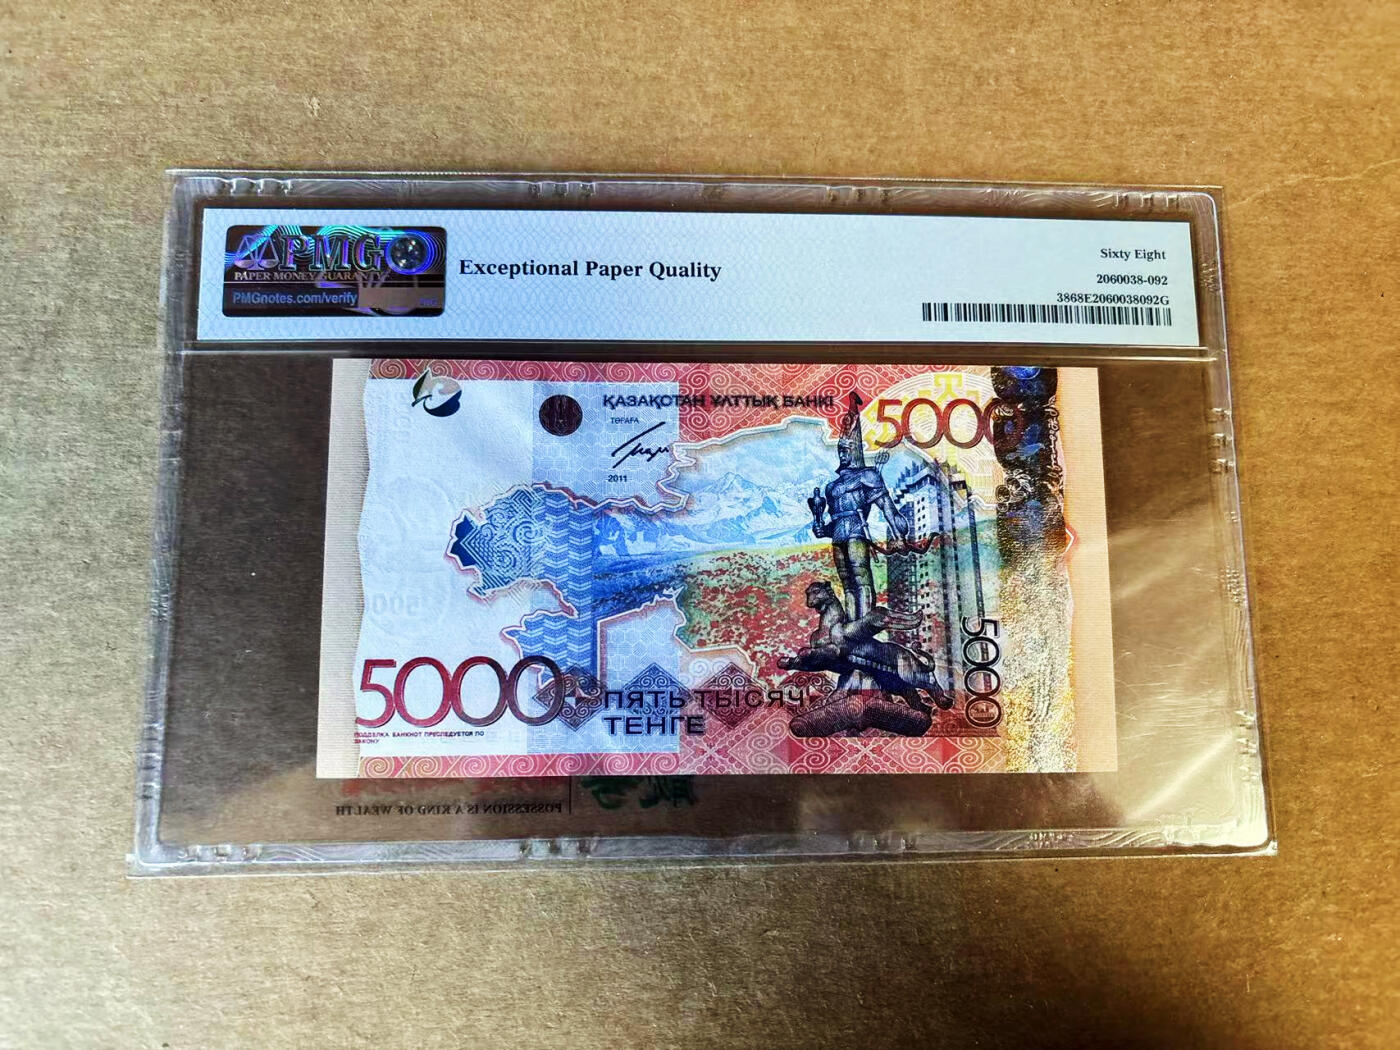 PMG
PAPER MONEY GUARANTY
PMGnotes.com/verify
Exceptional Paper Quality
Sixty Eight
2060038-092
3868E2060038092G
ҚАЗАҚСТАН ҰЛТТЫҚ БАНКІ
ТӨРАҒА
2011
5000
5000
5000
ПЯТЬ ТЫСЯЧ
ТЕНГЕ
ПОДДЕЛКА БАНКНОТ ПРЕСЛЕДУЕТСЯ ПО
ЗАКОНУ
POSSESSION IS A KIND OF WEALTH